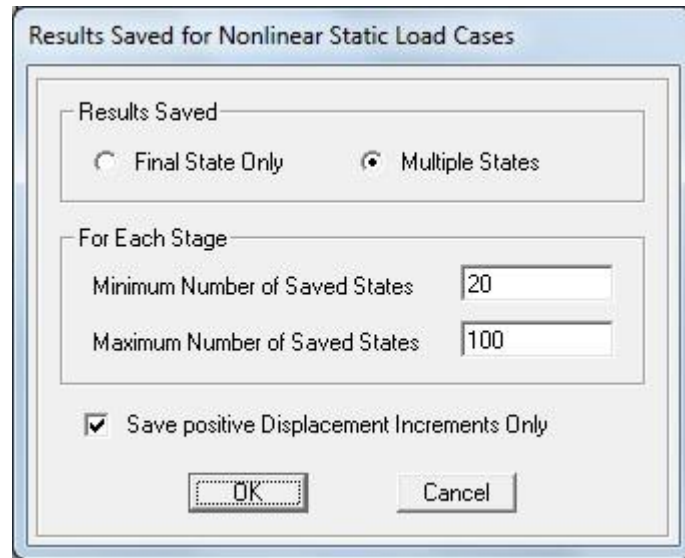 Results Saved for Nonlinear Static Load Cases
Results Saved
Final State Only Multiple States
For Each Stage
Minimum Number of Saved States 20
Maximum Number of Saved States 100
Save positive Displacement Increments Only
OK Cancel